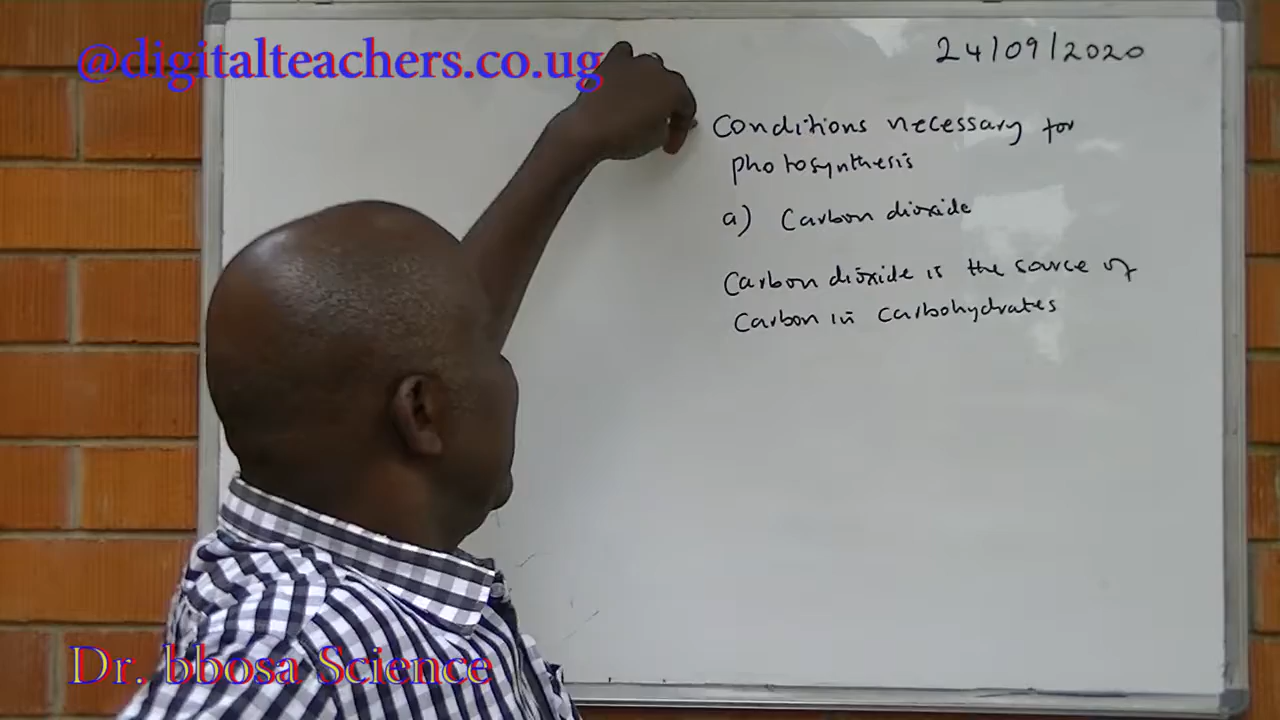 @digitalteachers.co.ug
24/09/2020
Conditions necessary for
photosynthesis
a) Carbon dioxide
Carbon dioxide is the source of
Carbon in carbohydrates
Dr. bbosa Science